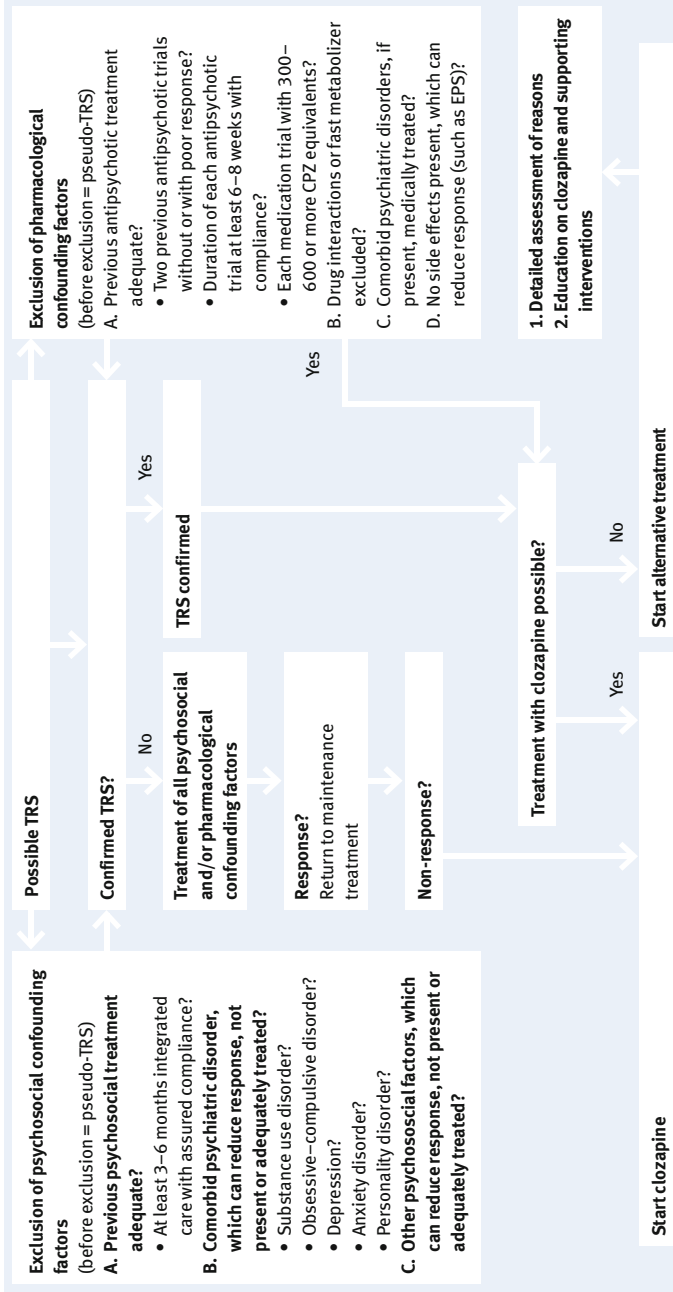 Possible TRS
Exclusion of psychosocial confounding
factors
(before exclusion = pseudo-TRS)
A. Previous psychosocial treatment
adequate?
• At least 3–6 months integrated
care with assured compliance?
B. Comorbid psychiatric disorder,
which can reduce response, not
present or adequately treated?
• Substance use disorder?
• Obsessive–compulsive disorder?
• Depression?
• Anxiety disorder?
• Personality disorder?
C. Other psychososcial factors, which
can reduce response, not present or
adequately treated?
Confirmed TRS?
No
Yes
Treatment of all psychosocial
and/or pharmacological
confounding factors
TRS confirmed
Response?
Return to maintenance
treatment
Non-response?
Exclusion of pharmacological
confounding factors
(before exclusion = pseudo-TRS)
A. Previous antipsychotic treatment
adequate?
• Two previous antipsychotic trials
without or with poor response?
• Duration of each antipsychotic
trial at least 6–8 weeks with
compliance?
• Each medication trial with 300–
600 or more CPZ equivalents?
B. Drug interactions or fast metabolizer
excluded?
C. Comorbid psychiatric disorders, if
present, medically treated?
D. No side effects present, which can
reduce response (such as EPS)?
Yes
Treatment with clozapine possible?
Yes
No
1. Detailed assessment of reasons
2. Education on clozapine and supporting
interventions
Start clozapine
Start alternative treatment